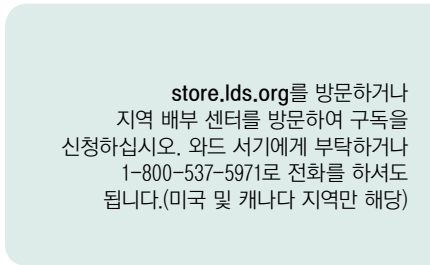 store.lds.org를 방문하거나
지역 배부 센터를 방문하여 구독을
신청하십시오. 와드 서기에게 부탁하거나
1-800-537-5971로 전화를 하셔도
됩니다.(미국 및 캐나다 지역만 해당)